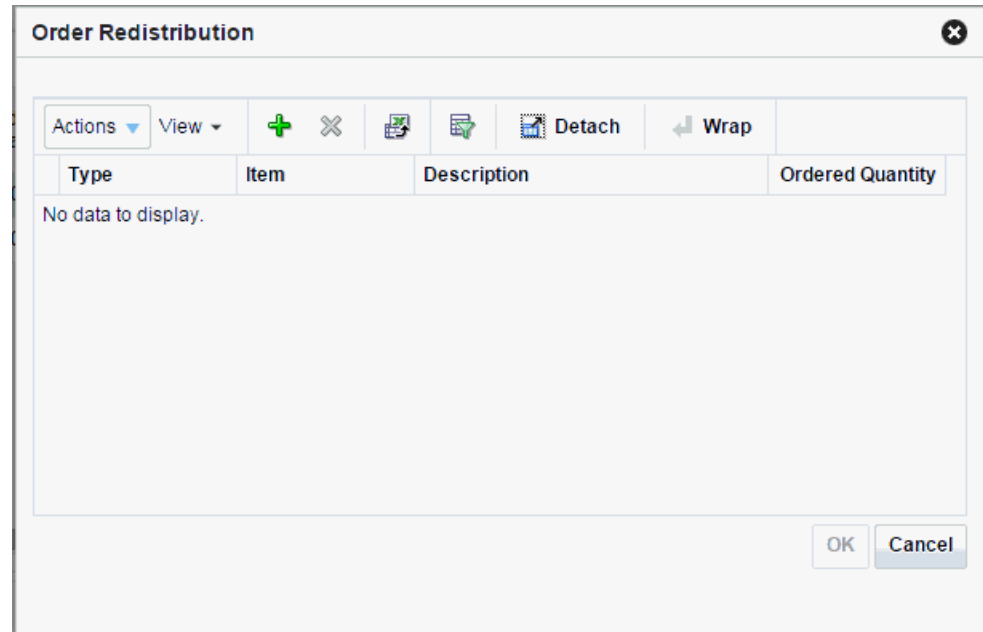 Order Redistribution
Actions View Detach Wrap
Type Item Description Ordered Quantity
No data to display.
OK Cancel